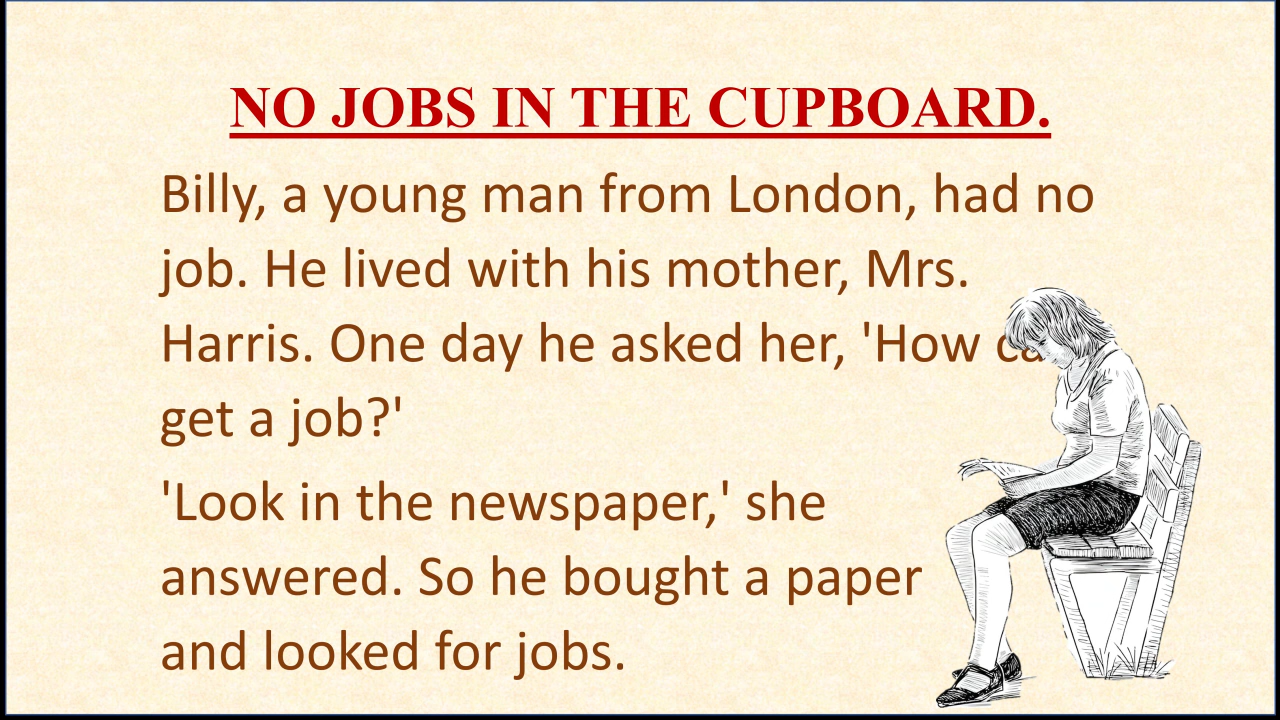 NO JOBS IN THE CUPBOARD.
Billy, a young man from London, had no
job. He lived with his mother, Mrs.
Harris. One day he asked her, 'How
get a job?'
'Look in the newspaper,' she
answered. So he bought a paper
and looked for jobs.